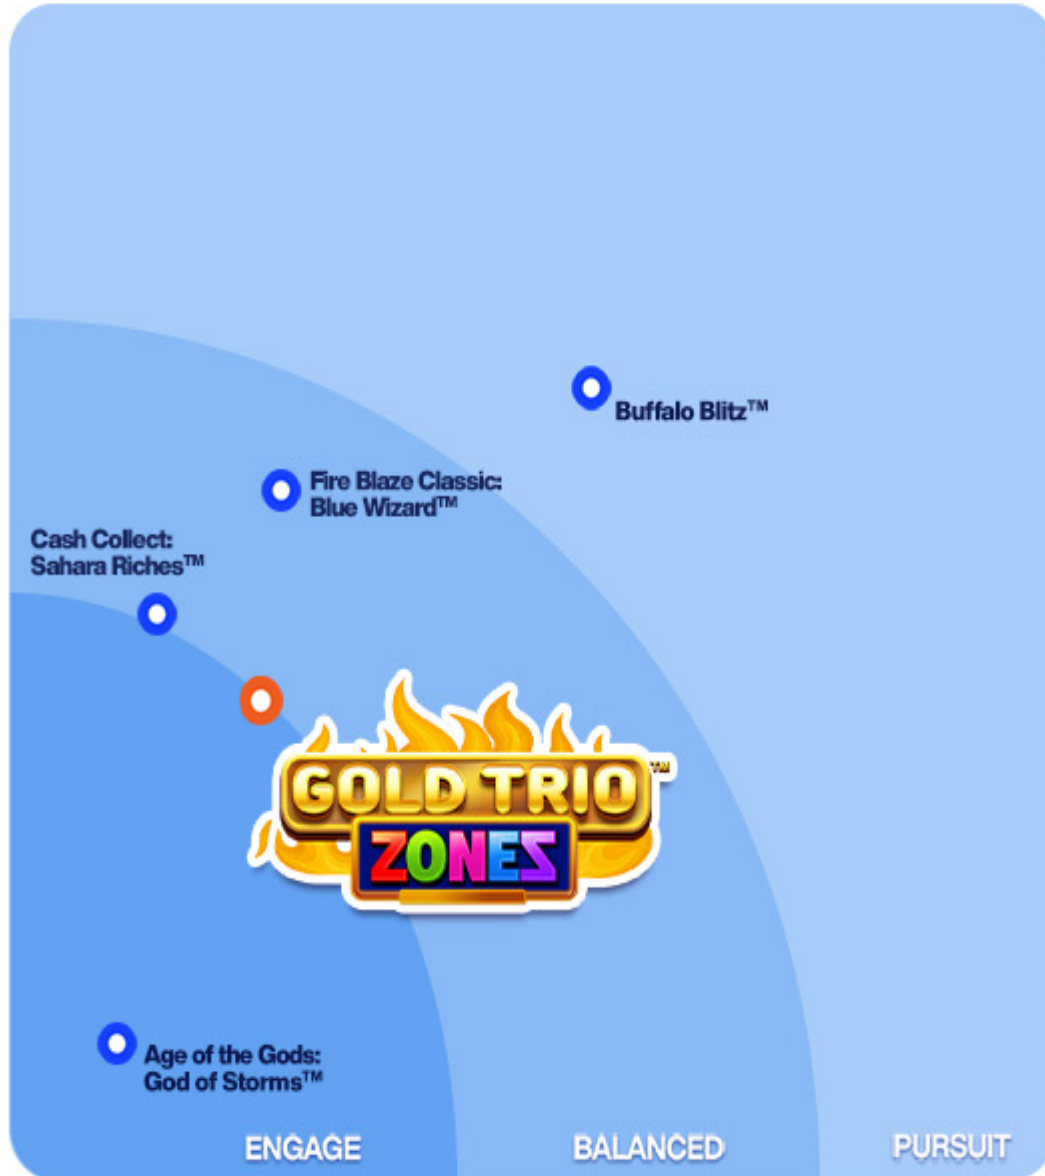 Buffalo Blitz™
Fire Blaze Classic:
Blue Wizard™
Cash Collect:
Sahara Riches™
GOLD TRIO™
ZONES
Age of the Gods:
God of Storms™
ENGAGE
BALANCED
PURSUIT